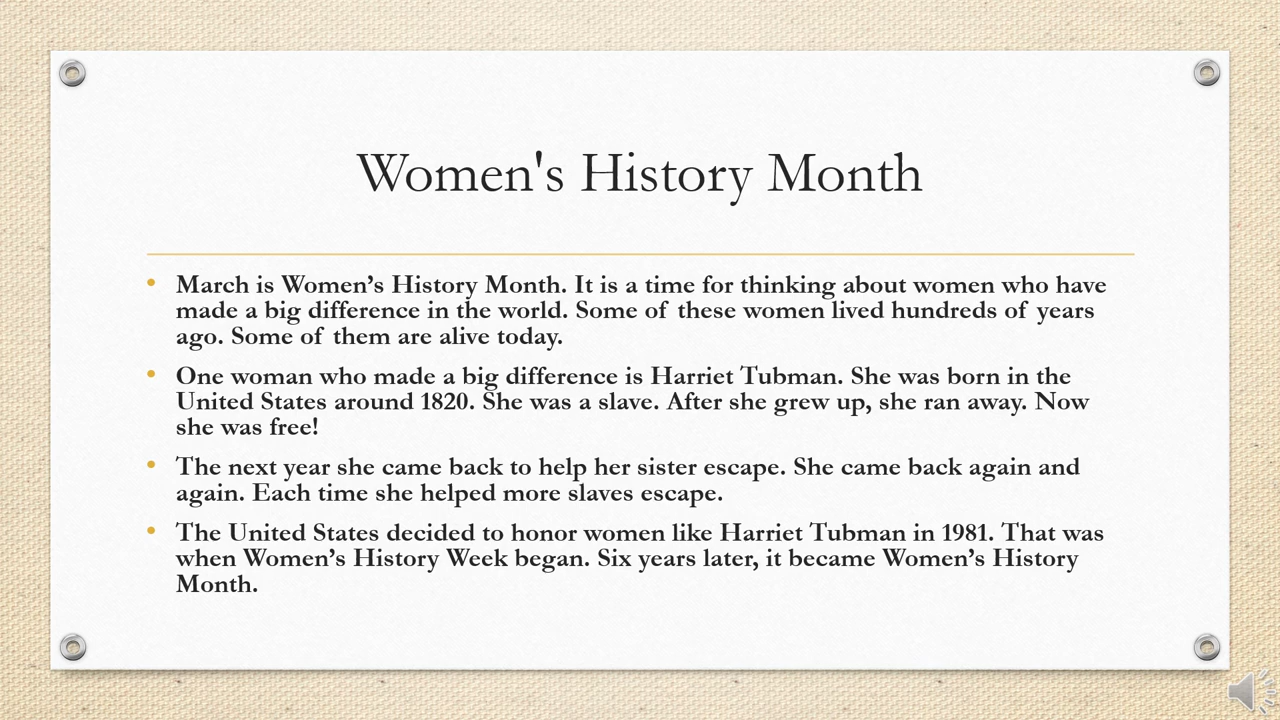 Women's History Month
• March is Women’s History Month. It is a time for thinking about women who have
made a big difference in the world. Some of these women lived hundreds of years
ago. Some of them are alive today.
• One woman who made a big difference is Harriet Tubman. She was born in the
United States around 1820. She was a slave. After she grew up, she ran away. Now
she was free!
• The next year she came back to help her sister escape. She came back again and
again. Each time she helped more slaves escape.
• The United States decided to honor women like Harriet Tubman in 1981. That was
when Women’s History Week began. Six years later, it became Women’s History
Month.